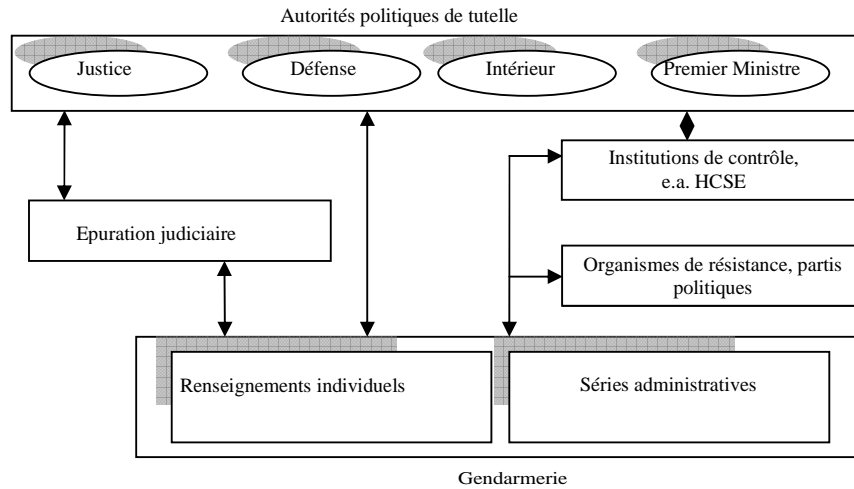 Autorités politiques de tutelle
Justice
Défense
Intérieur
Premier Ministre
Institutions de contrôle,
e.a. HCSE
Epuration judiciaire
Organismes de résistance, partis
politiques
Renseignements individuels
Séries administratives
Gendarmerie